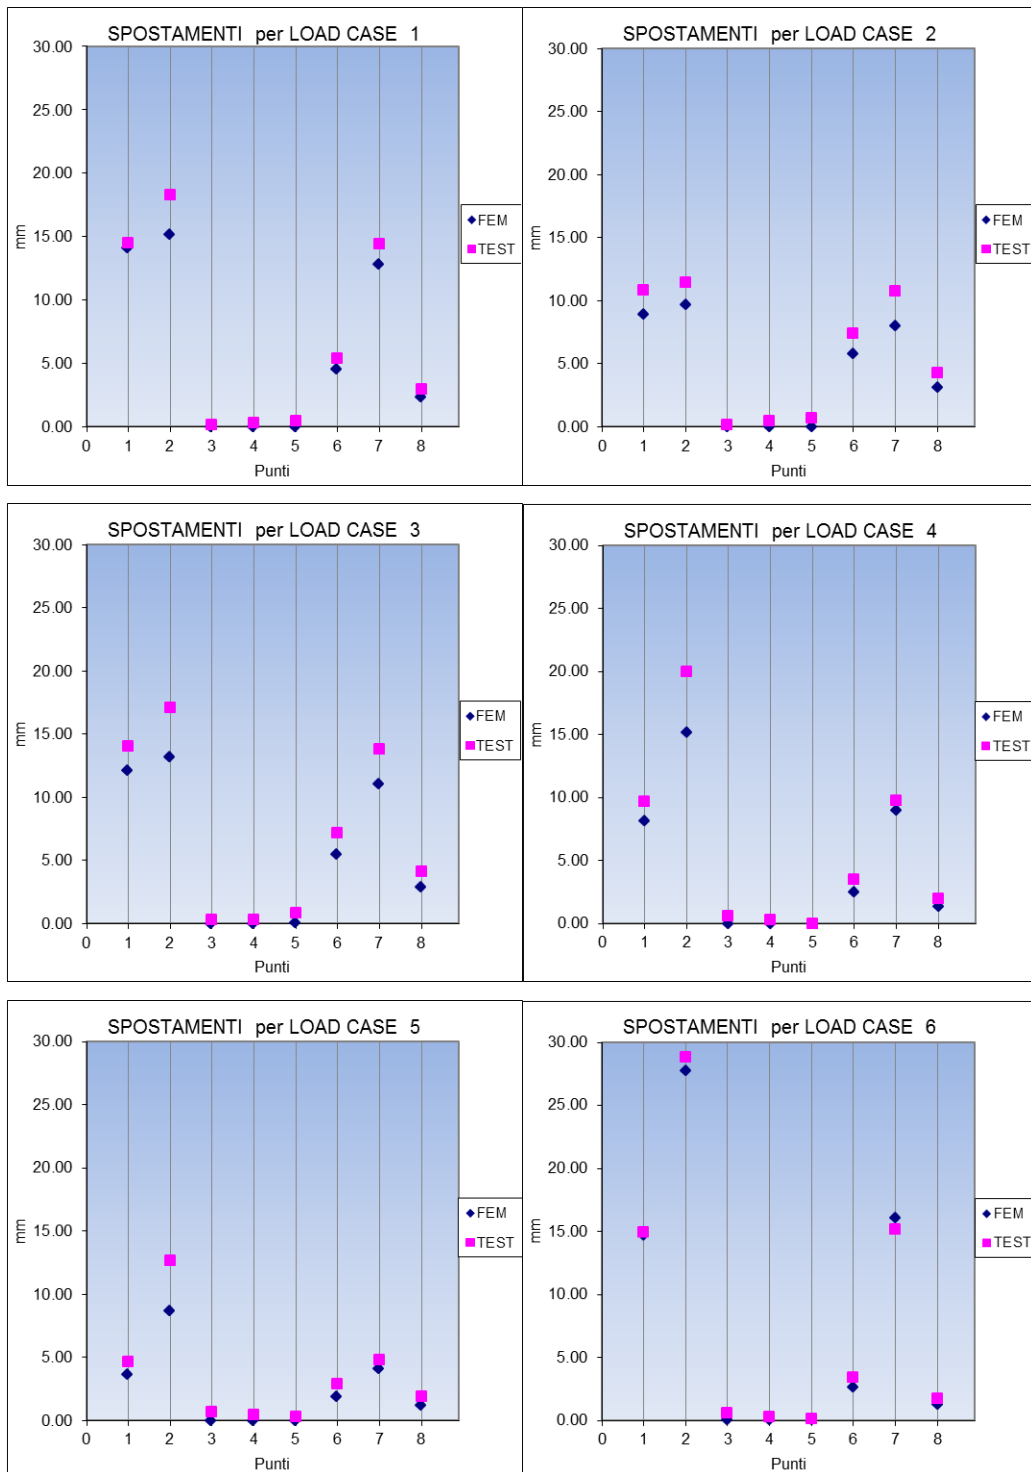 SPOSTAMENTI per LOAD CASE 1
30.00
25.00
20.00
15.00
10.00
5.00
0.00
mm
0 1 2 3 4 5 6 7 8
Punti
FEM
TEST
SPOSTAMENTI per LOAD CASE 2
30.00
25.00
20.00
15.00
10.00
5.00
0.00
mm
0 1 2 3 4 5 6 7 8
Punti
FEM
TEST
SPOSTAMENTI per LOAD CASE 3
30.00
25.00
20.00
15.00
10.00
5.00
0.00
mm
0 1 2 3 4 5 6 7 8
Punti
FEM
TEST
SPOSTAMENTI per LOAD CASE 4
30.00
25.00
20.00
15.00
10.00
5.00
0.00
mm
0 1 2 3 4 5 6 7 8
Punti
FEM
TEST
SPOSTAMENTI per LOAD CASE 5
30.00
25.00
20.00
15.00
10.00
5.00
0.00
mm
0 1 2 3 4 5 6 7 8
Punti
FEM
TEST
SPOSTAMENTI per LOAD CASE 6
30.00
25.00
20.00
15.00
10.00
5.00
0.00
mm
0 1 2 3 4 5 6 7 8
Punti
FEM
TEST